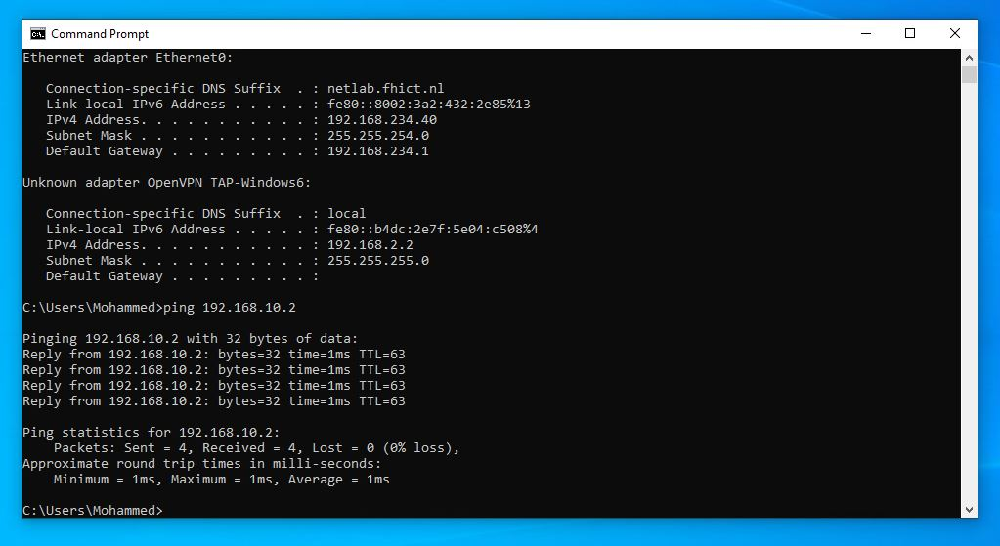 Command Prompt
Ethernet adapter Ethernet0:
Connection-specific DNS Suffix  . : netlab.fhict.nl
Link-local IPv6 Address . . . . . : fe80::8002:3a2:432:2e85%13
IPv4 Address. . . . . . . . . . . : 192.168.234.40
Subnet Mask . . . . . . . . . . . : 255.255.254.0
Default Gateway . . . . . . . . . : 192.168.234.1
Unknown adapter OpenVPN TAP-Windows6:
Connection-specific DNS Suffix  . : local
Link-local IPv6 Address . . . . . : fe80::b4dc:2e7f:5e04:c508%4
IPv4 Address. . . . . . . . . . . : 192.168.2.2
Subnet Mask . . . . . . . . . . . : 255.255.255.0
Default Gateway . . . . . . . . . :
C:\Users\Mohammed>ping 192.168.10.2
Pinging 192.168.10.2 with 32 bytes of data:
Reply from 192.168.10.2: bytes=32 time=1ms TTL=63
Reply from 192.168.10.2: bytes=32 time=1ms TTL=63
Reply from 192.168.10.2: bytes=32 time=1ms TTL=63
Reply from 192.168.10.2: bytes=32 time=1ms TTL=63
Ping statistics for 192.168.10.2:
Packets: Sent = 4, Received = 4, Lost = 0 (0% loss),
Approximate round trip times in milli-seconds:
Minimum = 1ms, Maximum = 1ms, Average = 1ms
C:\Users\Mohammed>